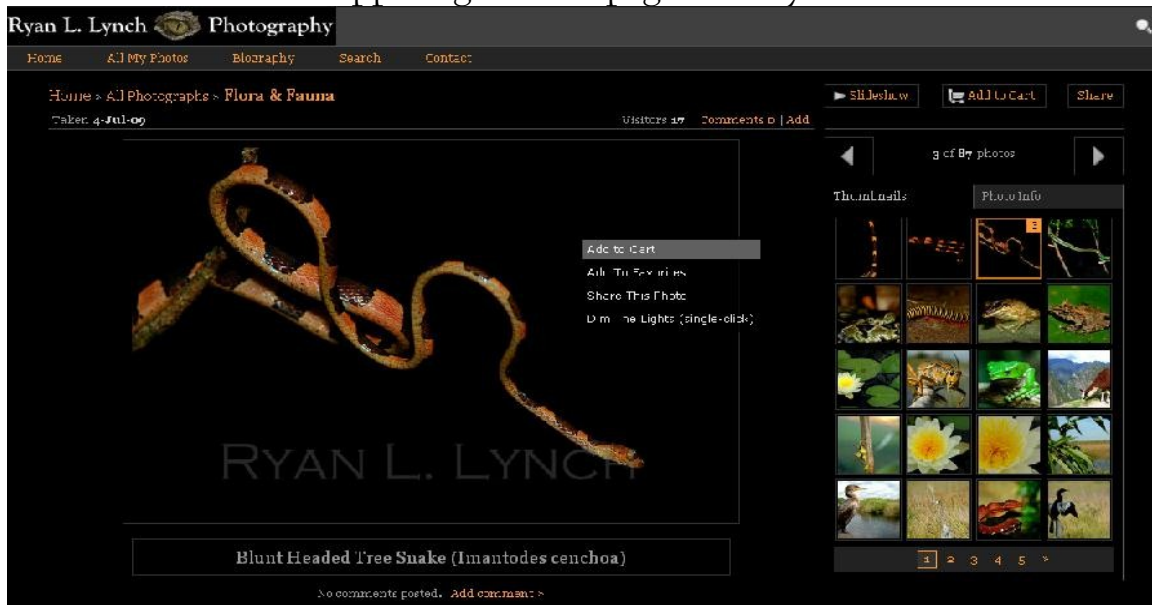 Ryan L. Lynch Photography
Home All My Photos Biography Search Contact
Home » All Photographs » Flora & Fauna
Slideshow Add to Cart Share
Taken 4-Jul-09 Visitors 17 Comments 0 | Add
3 of 87 photos
Thumbnails Photo Info
3
Add to Cart
Add To Favorites
Share This Photo
Dim The Lights (single-click)
RYAN L. LYNCH
Blunt Headed Tree Snake (Imantodes cenchoa)
1 2 3 4 5 >
No comments posted. Add comment >